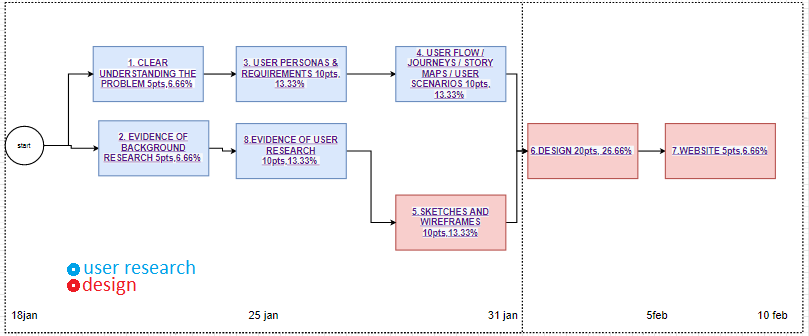 start
1. CLEAR
UNDERSTANDING THE
PROBLEM 5pts,6.66%
3. USER PERSONAS &
REQUIREMENTS 10pts,
13.33%
4. USER FLOW /
JOURNEYS / STORY
MAPS / USER
SCENARIOS 10pts,
13.33%
2. EVIDENCE OF
BACKGROUND
RESEARCH 5pts,6.66%
8.EVIDENCE OF USER
RESEARCH
10pts,13.33%
6.DESIGN 20pts, 26.66%
7.WEBSITE 5pts,6.66%
5.SKETCHES AND
WIREFRAMES
10pts,13.33%
user research
design
18jan
25 jan
31 jan
5feb
10 feb